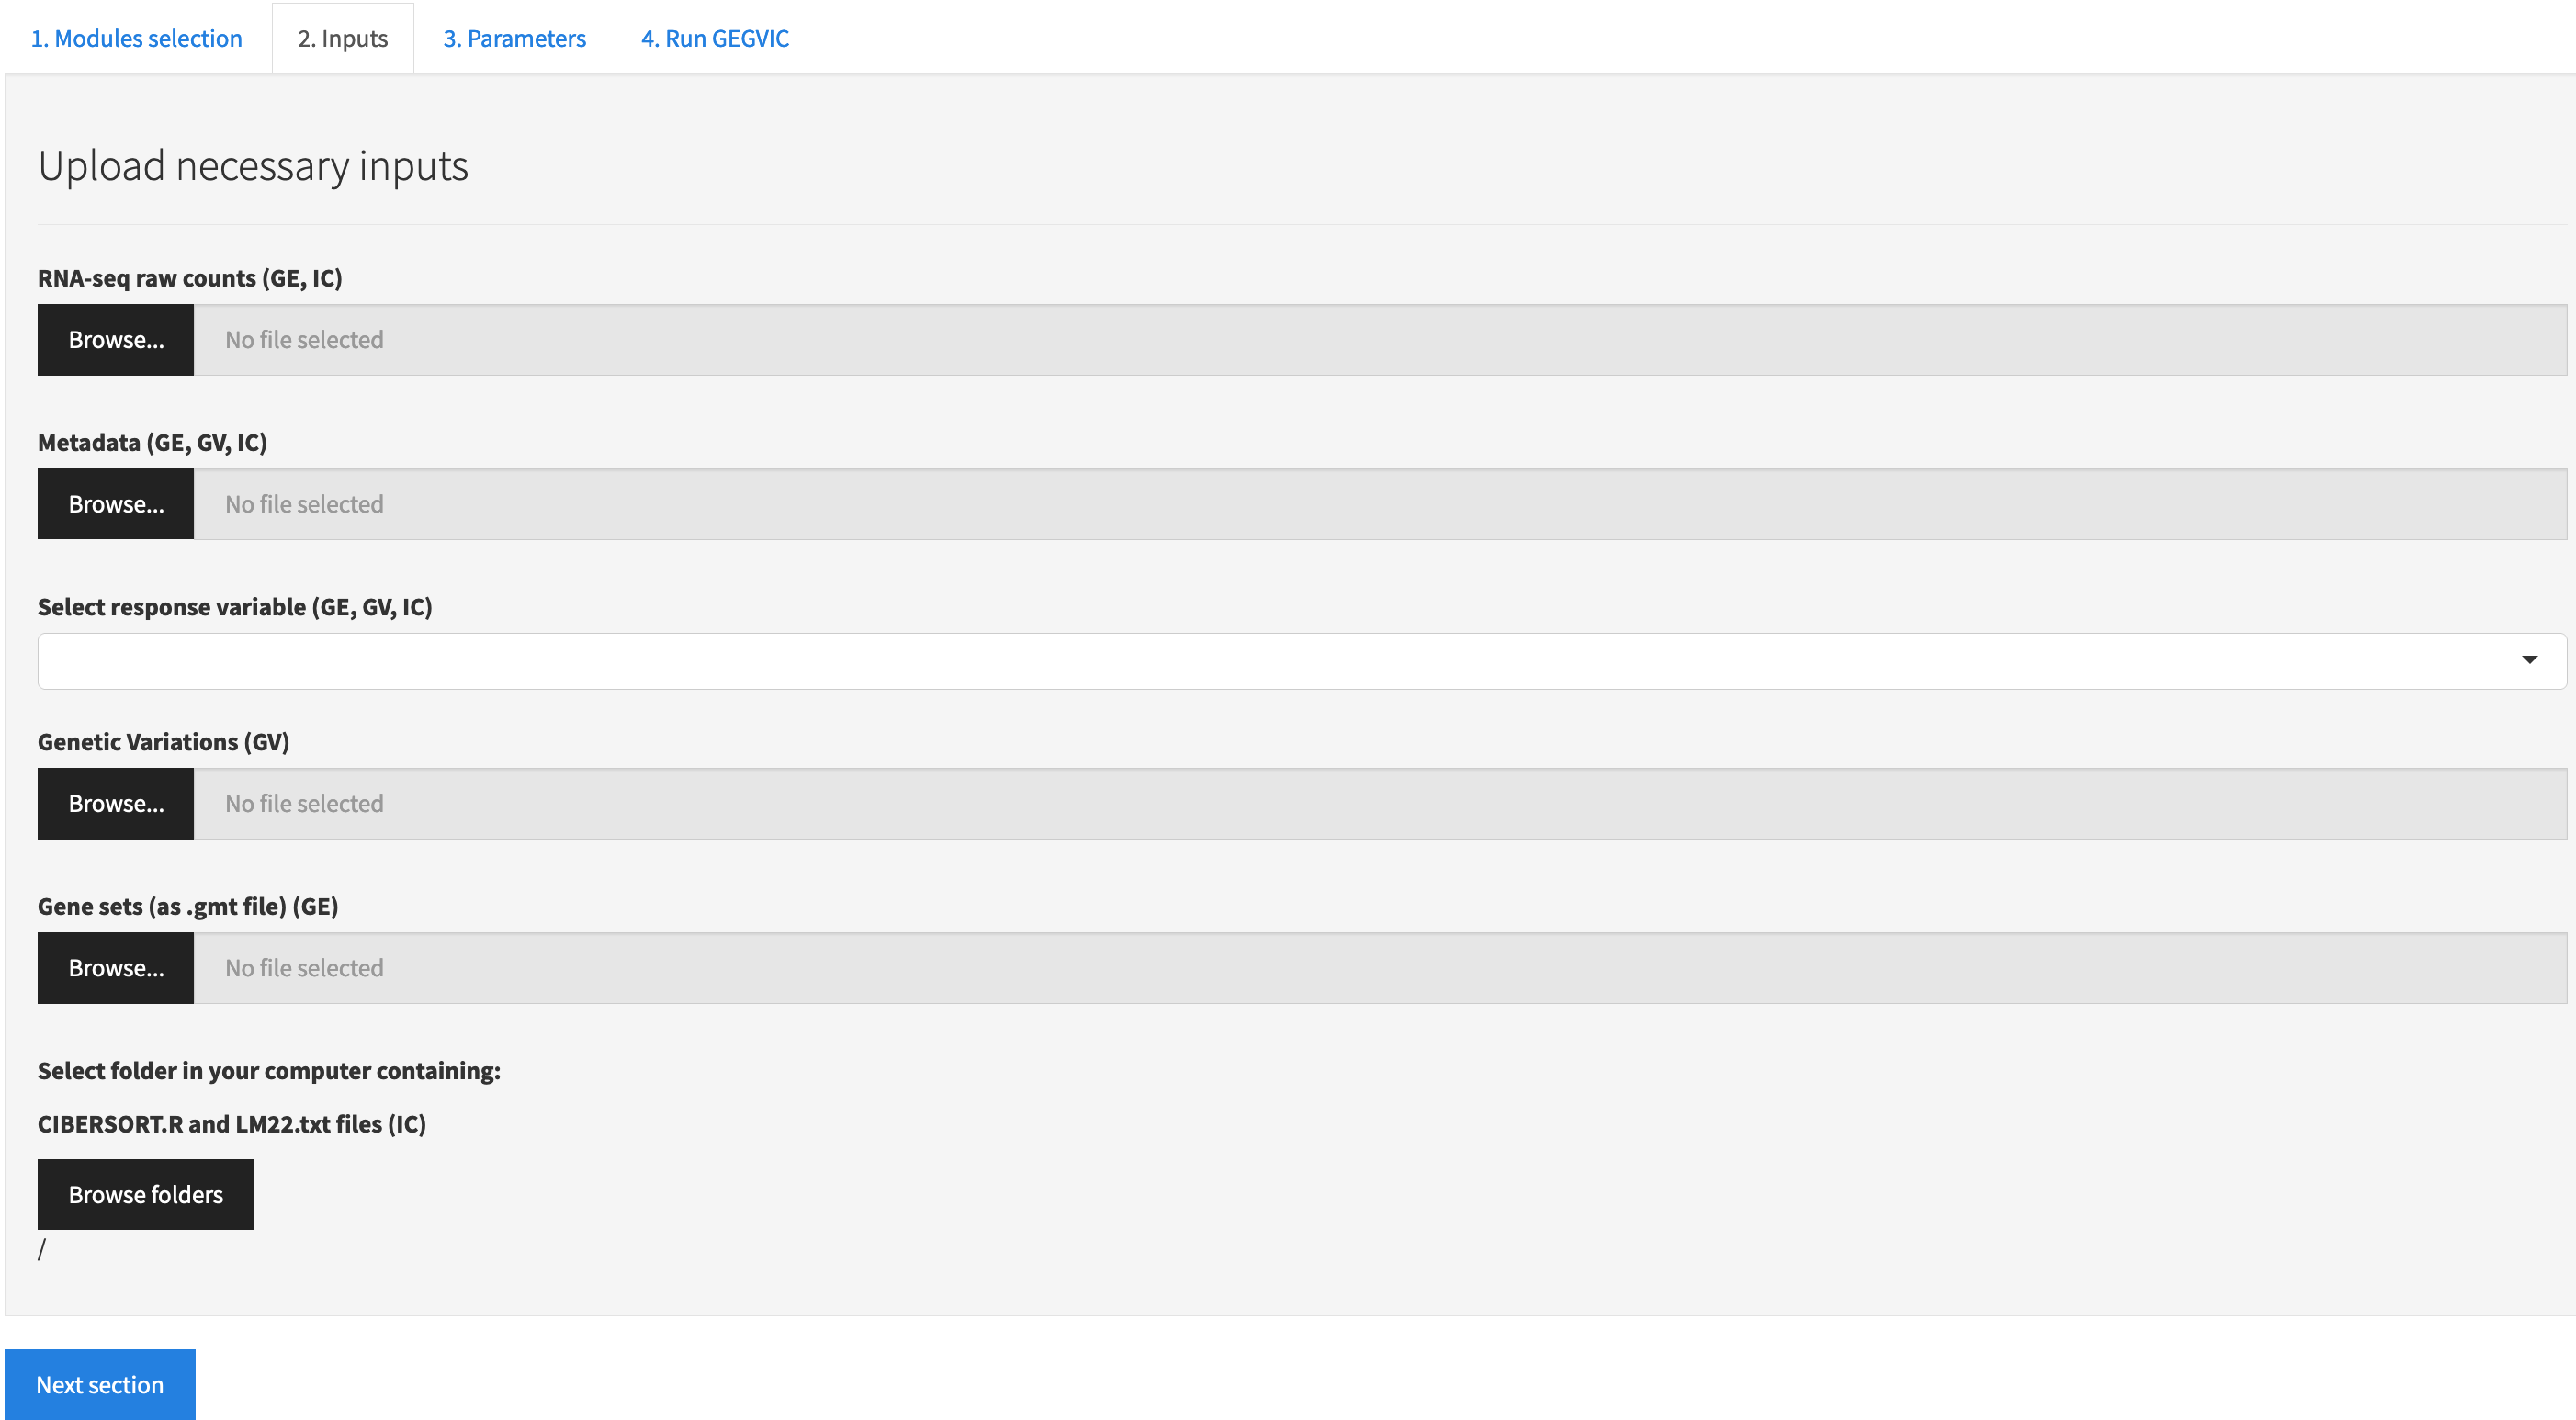 1. Modules selection 2. Inputs 3. Parameters 4. Run GEGVIC
Upload necessary inputs
RNA-seq raw counts (GE, IC)
Browse... No file selected
Metadata (GE, GV, IC)
Browse... No file selected
Select response variable (GE, GV, IC)
Genetic Variations (GV)
Browse... No file selected
Gene sets (as .gmt file) (GE)
Browse... No file selected
Select folder in your computer containing:
CIBERSORT.R and LM22.txt files (IC)
Browse folders
/
Next section